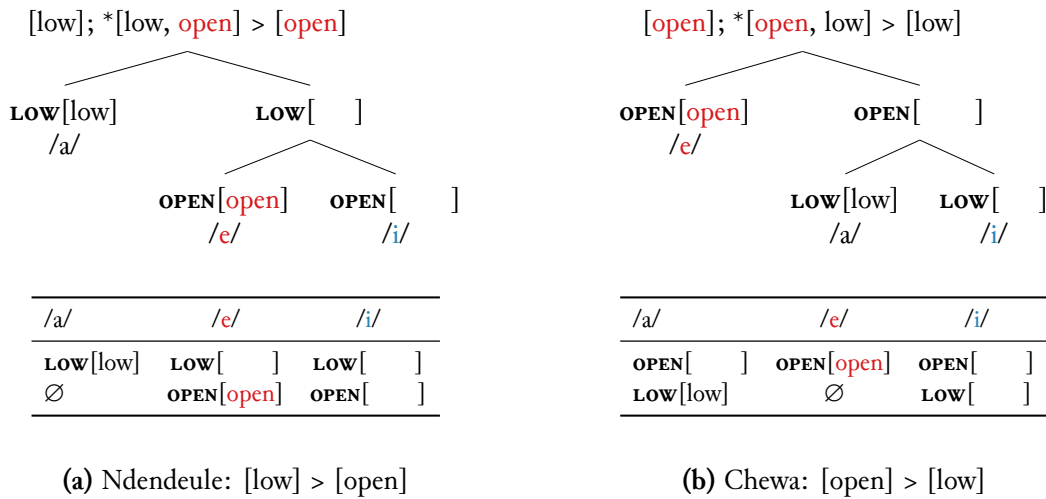 [low]; *[low, open] > [open]
LOW[low] LOW[ ]
/a/
OPEN[open] OPEN[ ]
/e/ /i/
/a/ /e/ /i/
LOW[low] LOW[ ] LOW[ ]
∅ OPEN[open] OPEN[ ]
(a) Ndendeule: [low] > [open]
[open]; *[open, low] > [low]
OPEN[open] OPEN[ ]
/e/
LOW[low] LOW[ ]
/a/ /i/
/a/ /e/ /i/
OPEN[ ] OPEN[open] OPEN[ ]
LOW[low] ∅ LOW[ ]
(b) Chewa: [open] > [low]